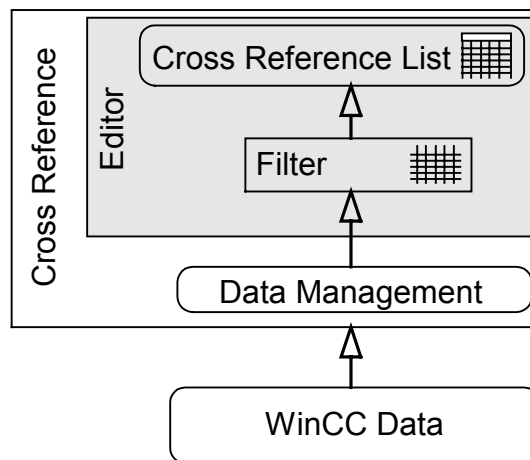 Cross Reference
Editor
Cross Reference List
Filter
Data Management
WinCC Data